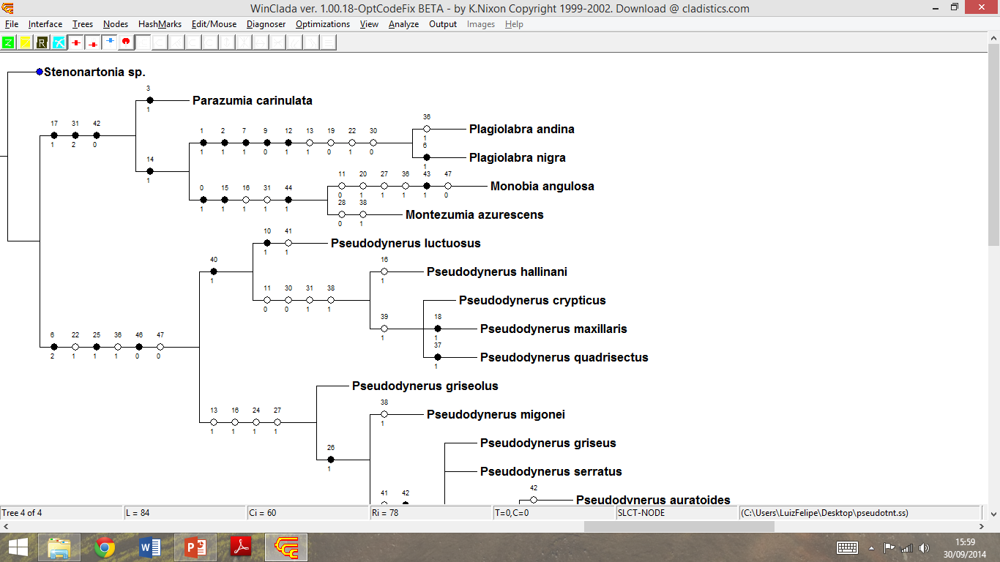 WinClada ver. 1.00.18-OptCodeFix BETA - by K.Nixon Copyright 1999-2002. Download @ cladistics.com
File Interface Trees Nodes HashMarks Edit/Mouse Diagnoser Optimizations View Analyze Output Images Help
Z R
Stenonartonia sp.
3
Parazumia carinulata
1
36
17 31 42
1 2 7 9 12 13 19 22 30
Plagiolabra andina
1 2 0
1
1 1 1 0 1 1 0 1 0
6
14
Plagiolabra nigra
1
1
11 20 27 36 43 47
Monobia angulosa
0 15 16 31 44
0 1 1 1 1 0
1 1 1 1 1
28 38
Montezumia azurescens
0 1
10 41
Pseudodynerus luctuosus
1 1
40
16
Pseudodynerus hallinani
1
1
11 30 31 38
Pseudodynerus crypticus
0 0 1 1
39 18
Pseudodynerus maxillaris
1 1
6 22 25 36 46 47
37
2 1 1 1 0 0
Pseudodynerus quadrisectus
1
Pseudodynerus griseolus
13 16 24 27
38
Pseudodynerus migonei
1 1 1 1
1
26
Pseudodynerus griseus
1
Pseudodynerus serratus
41 42
42
Pseudodynerus auratoides
Tree 4 of 4 L = 84 Ci = 60 Ri = 78 T=0,C=0 SLCT-NODE (C:\Users\LuizFelipe\Desktop\pseudotnt.ss)
15:59
30/09/2014